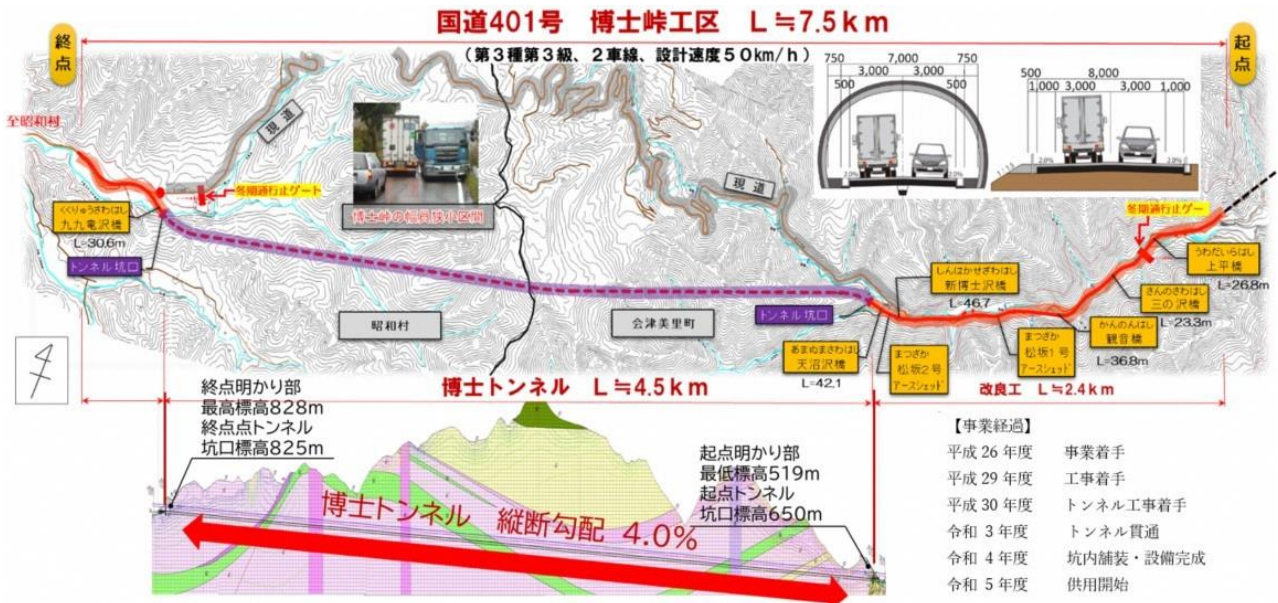 国道401号 博士峠工区 L≒7.5km
(第3種第3級、2車線、設計速度50km/h)
終点
起点
至昭和村
現道
冬期通行止ゲート
くくりゅうさわはし
九九竜沢橋
L=30.6m
トンネル坑口
博士峠の幅員狭小区間
昭和村
会津美里町
現道
750 7,000 750
3,000 3,000
500 500
2.0% 2.0%
500 8,000 500
1,000 3,000 3,000 1,000
2.0% 2.0%
冬期通行止ゲー
うわだいらはし
上平橋
L=26.8m
さんのさわはし
三の沢橋
L=23.3m
かんのんはし
観音橋
L=36.8m
まつざか
松坂1号
アースシェッド
しんはかせざわはし
新博士沢橋
L=46.7
トンネル坑口
あまぬまさわはし
天沼沢橋
L=42.1
まつざか
松坂2号
アースシェッド
博士トンネル L≒4.5km
改良工 L≒2.4km
終点明かり部
最高標高828m
終点点トンネル
坑口標高825m
起点明かり部
最低標高519m
起点トンネル
坑口標高650m
博士トンネル 縦断勾配 4.0%
【事業経過】
平成26年度 事業着手
平成29年度 工事着手
平成30年度 トンネル工事着手
令和 3年度 トンネル貫通
令和 4年度 坑内舗装・設備完成
令和 5年度 供用開始